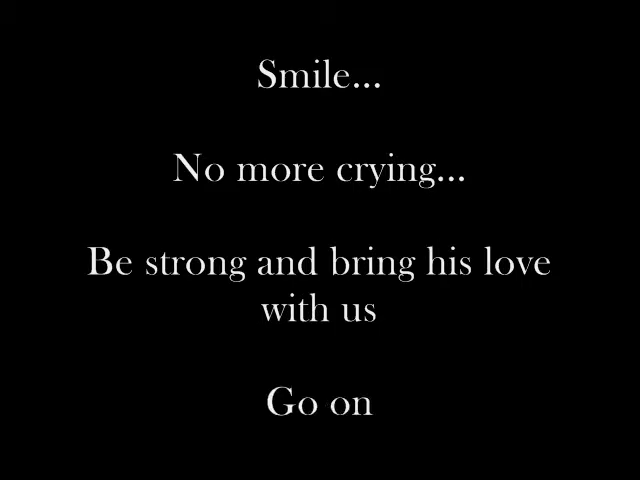 Smile...
No more crying...
Be strong and bring his love
with us
Go on